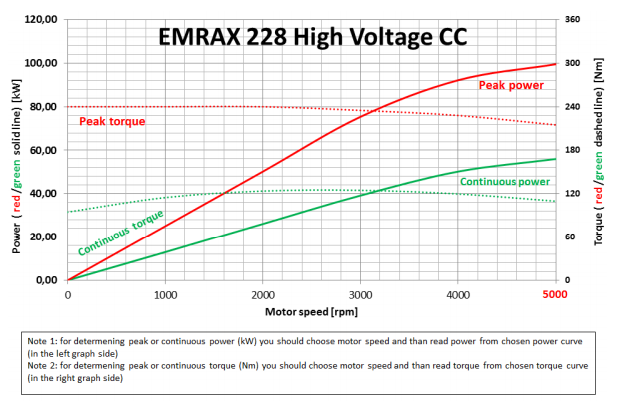 EMRAX 228 High Voltage CC
120,00
100,00
80,00
60,00
40,00
20,00
0,00
Power ( red /green solid line) [kW]
360
300
240
180
120
60
0
Torque ( red /green dashed line) [Nm]
Peak power
Peak torque
Continuous power
Continuous torque
0
1000
2000
3000
4000
5000
Motor speed [rpm]
Note 1: for determening peak or continuous power (kW) you should choose motor speed and than read power from chosen power curve
(in the left graph side)
Note 2: for determening peak or continuous torque (Nm) you should choose motor speed and than read torque from chosen torque curve
(in the right graph side)